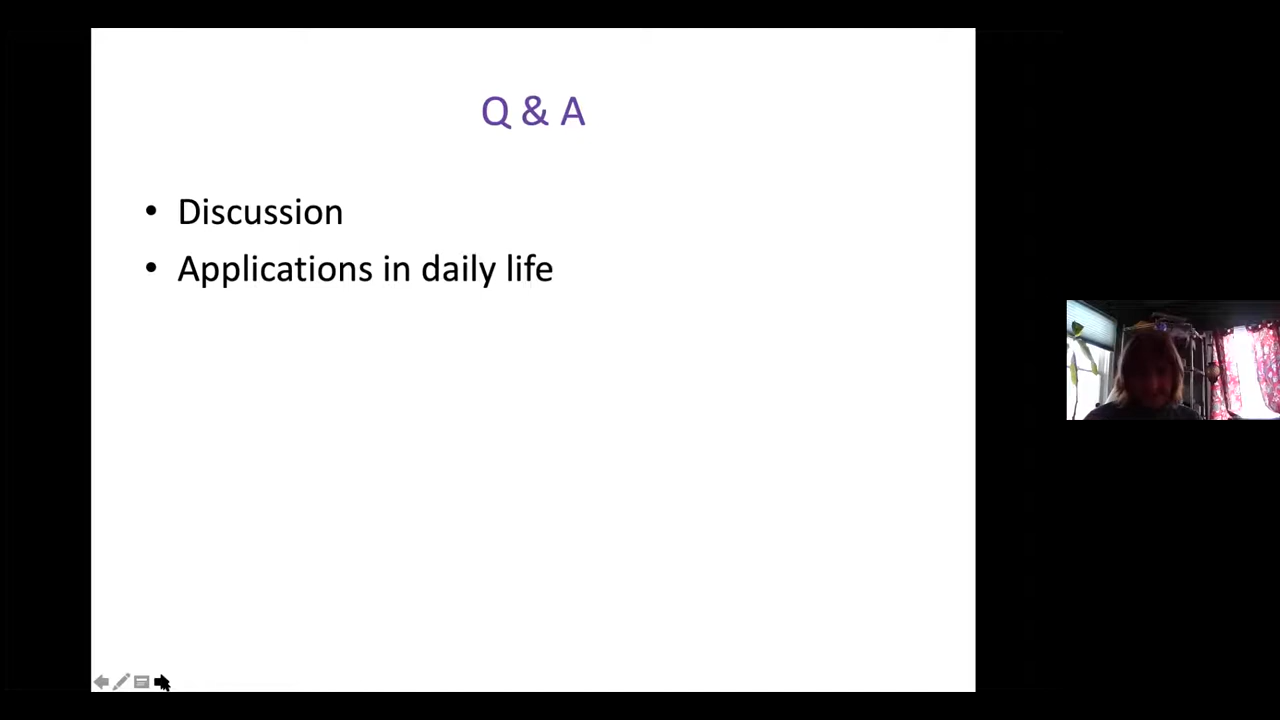 Q & A
• Discussion
• Applications in daily life